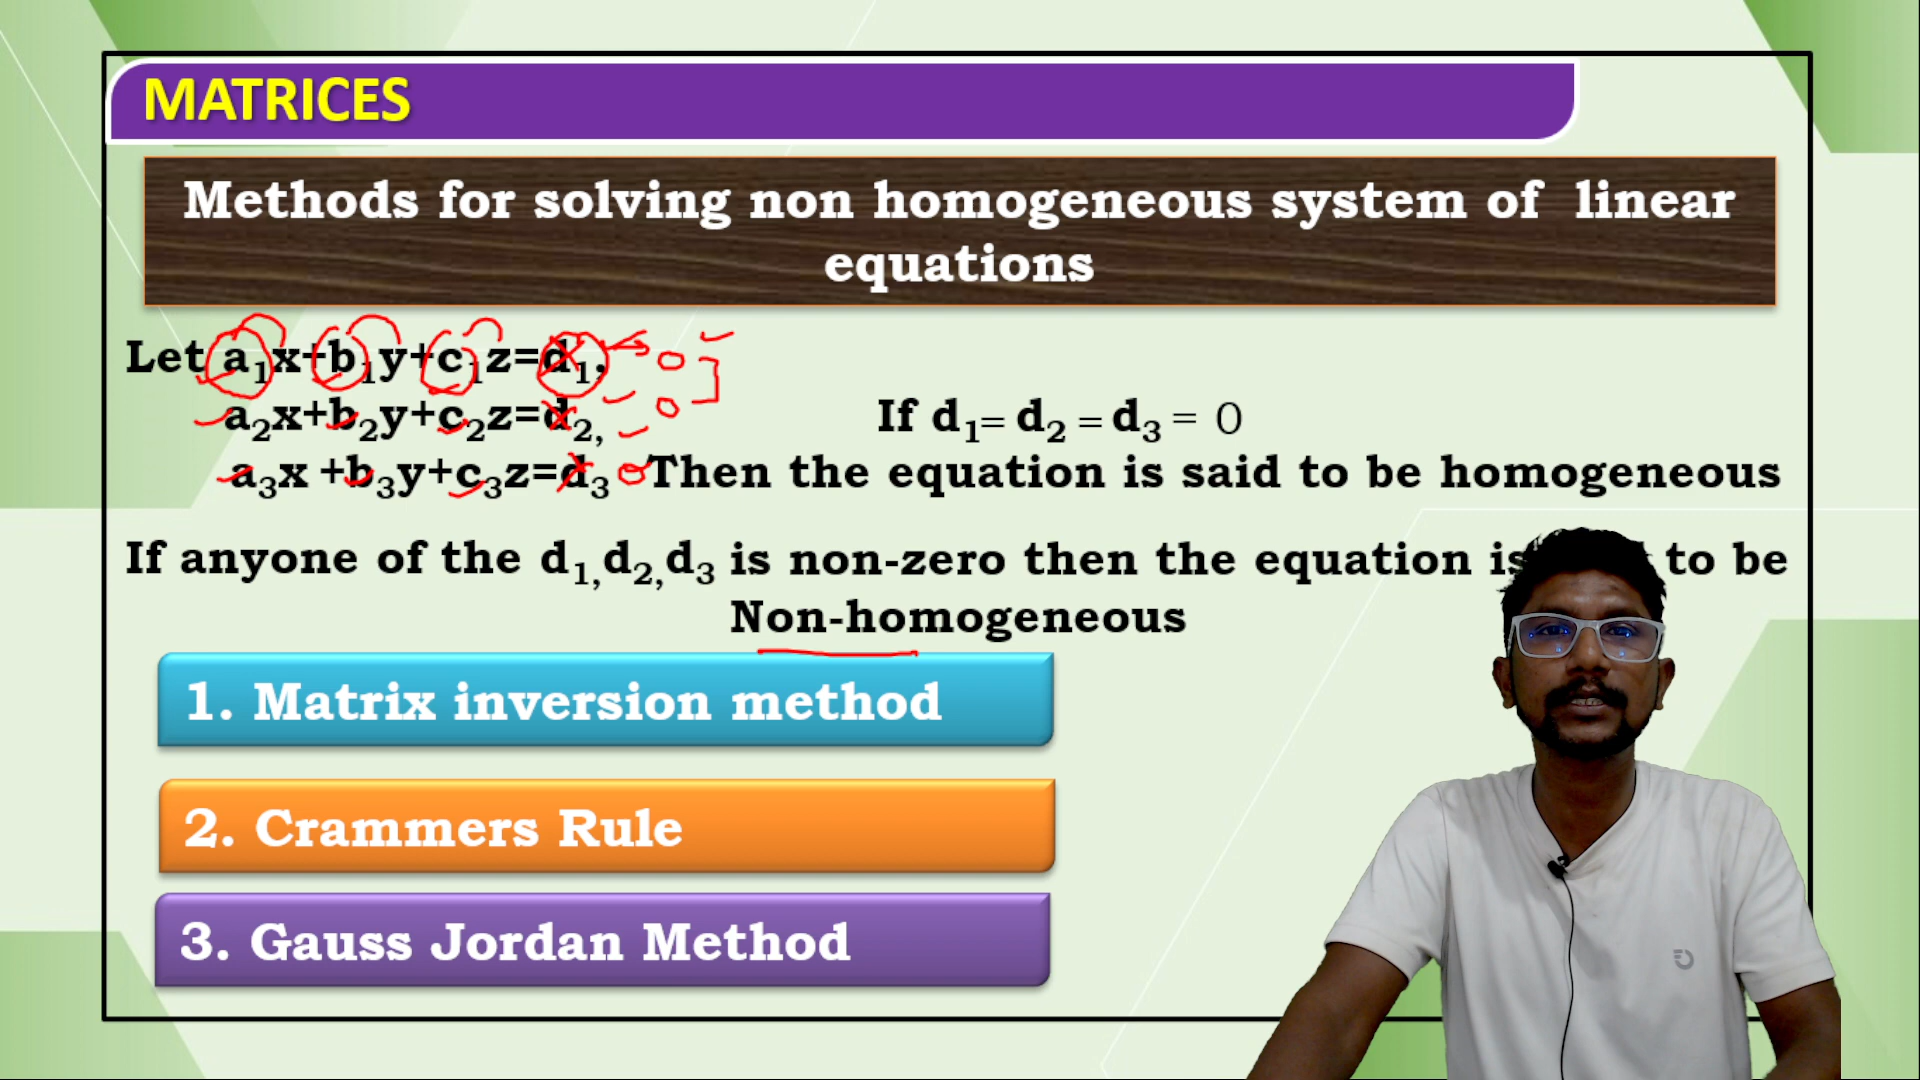 MATRICES
Methods for solving non homogeneous system of linear
equations
Let a₁x+b₁y+c₁z=d₁, 0
a₂x+b₂y+c₂z=d₂, 0
If d₁= d₂ = d₃ = 0
a₃x +b₃y+c₃z=d₃ 0 Then the equation is said to be homogeneous
If anyone of the d₁,d₂,d₃ is non-zero then the equation is to be
Non-homogeneous
1. Matrix inversion method
2. Crammers Rule
3. Gauss Jordan Method